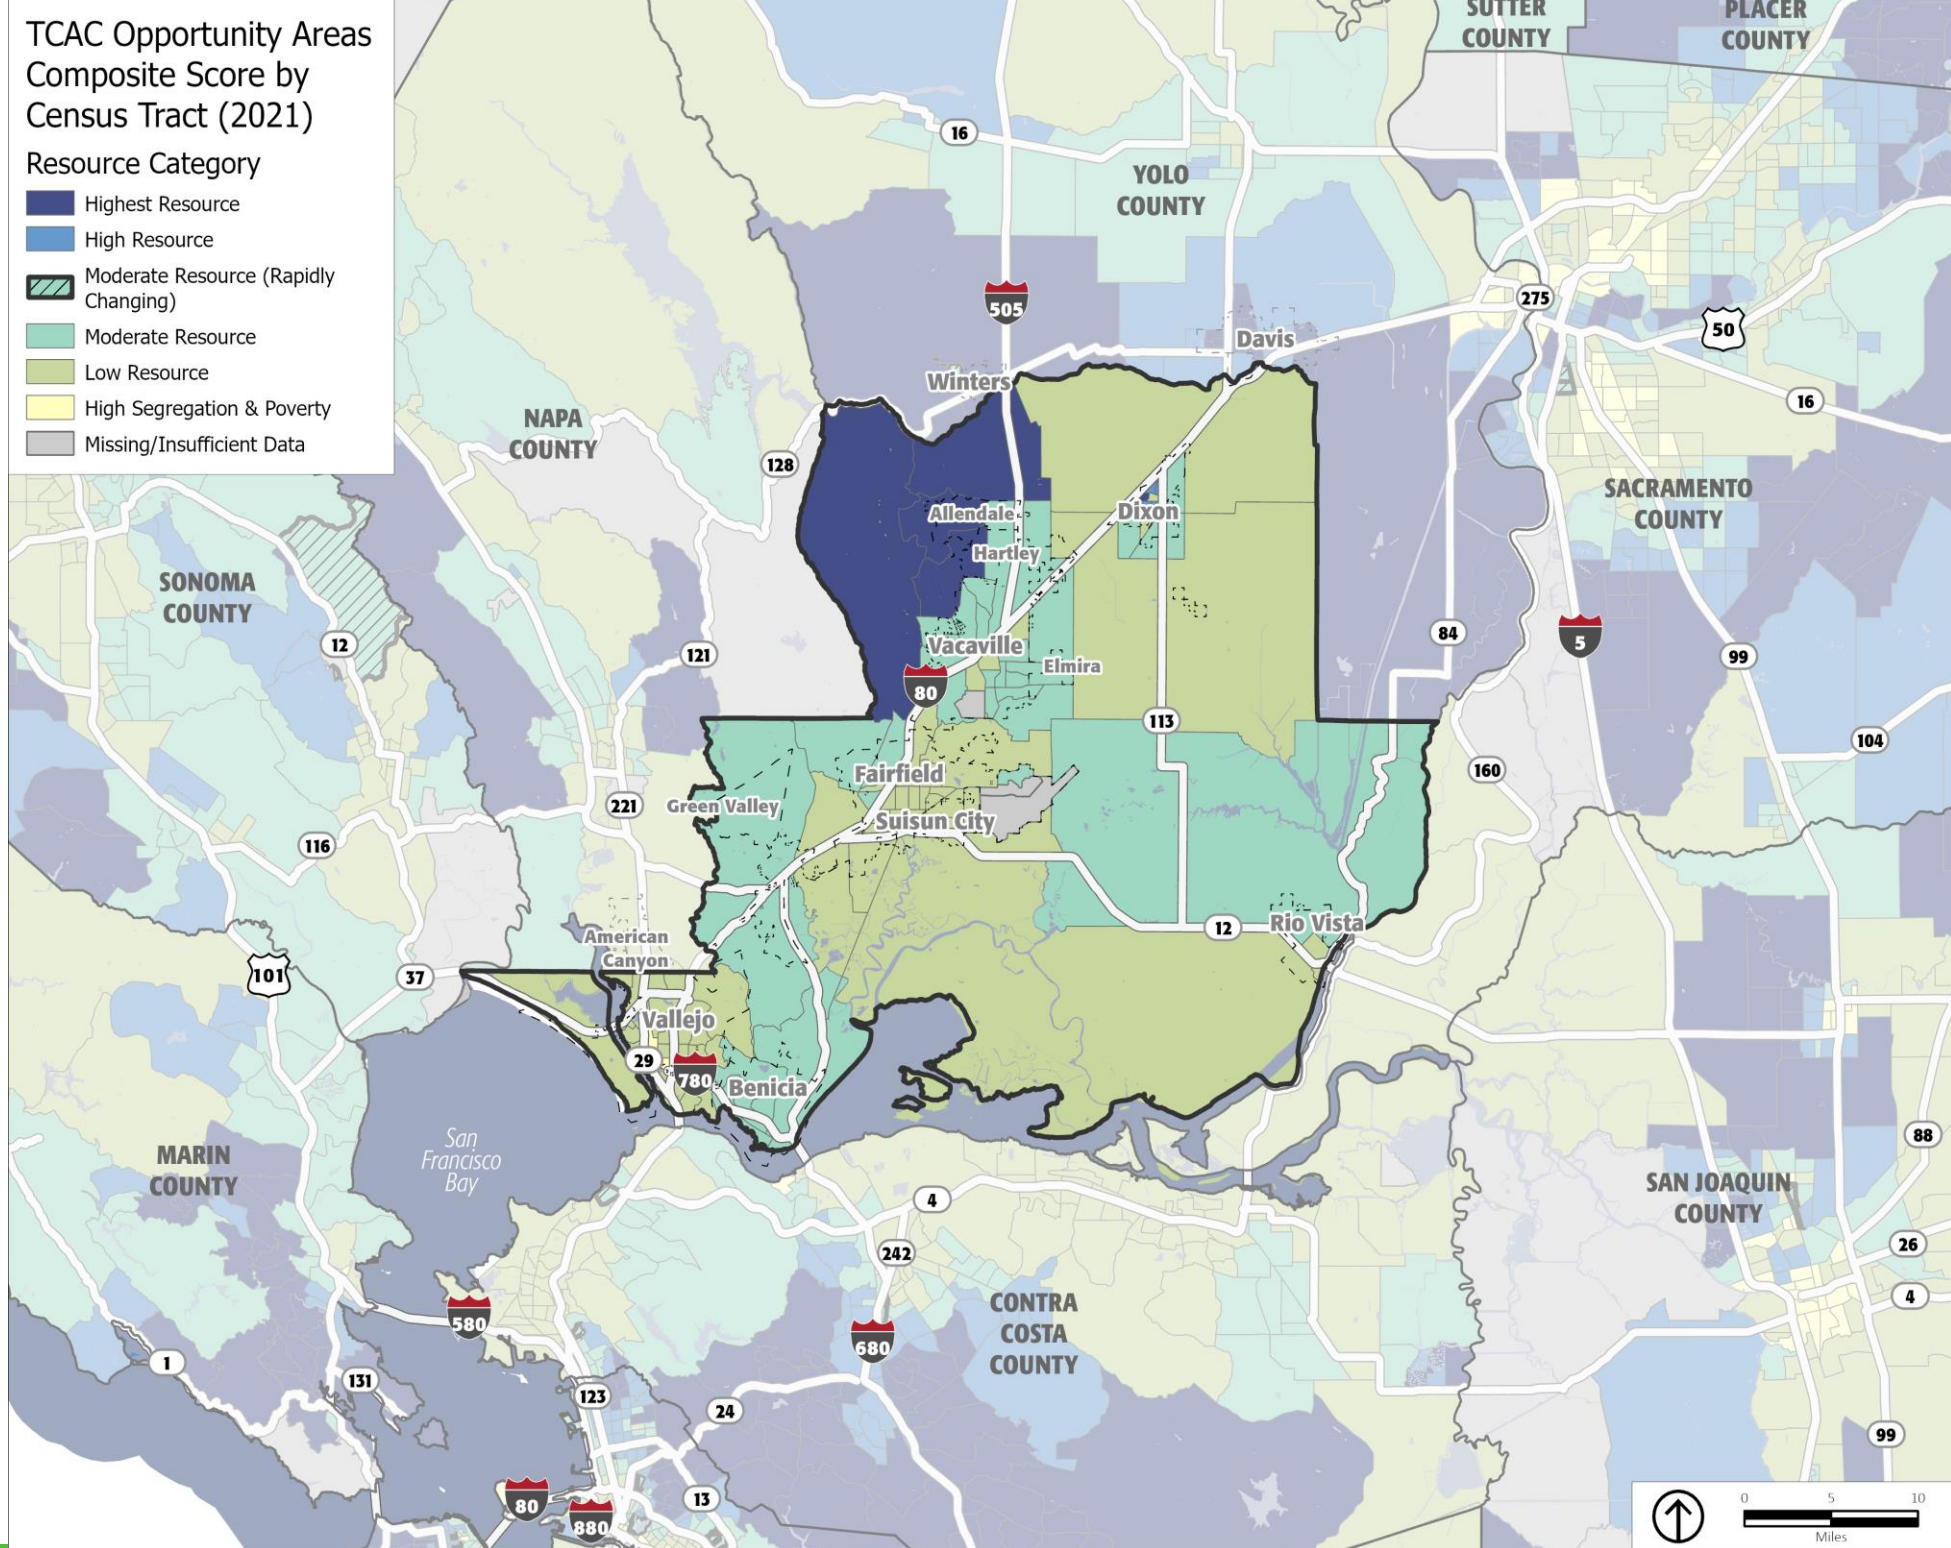 TCAC Opportunity Areas
Composite Score by
Census Tract (2021)
Resource Category
Highest Resource
High Resource
Moderate Resource (Rapidly
Changing)
Moderate Resource
Low Resource
High Segregation & Poverty
Missing/Insufficient Data
SUTTER
COUNTY
PLACER
COUNTY
16
YOLO
COUNTY
505
275
50
Davis
Winters
16
NAPA
COUNTY
128
Allendale
Dixon
SACRAMENTO
COUNTY
Hartley
SONOMA
COUNTY
12
121
Vacaville
Elmira
84
5
99
80
113
104
160
Fairfield
Green Valley
221
Suisun City
116
12
Rio Vista
American
Canyon
101
37
Vallejo
29
780
Benicia
San
Francisco
Bay
MARIN
COUNTY
88
SAN JOAQUIN
COUNTY
4
242
26
4
CONTRA
COSTA
COUNTY
580
680
1
131
123
24
99
80
880
13
0 5 10
Miles